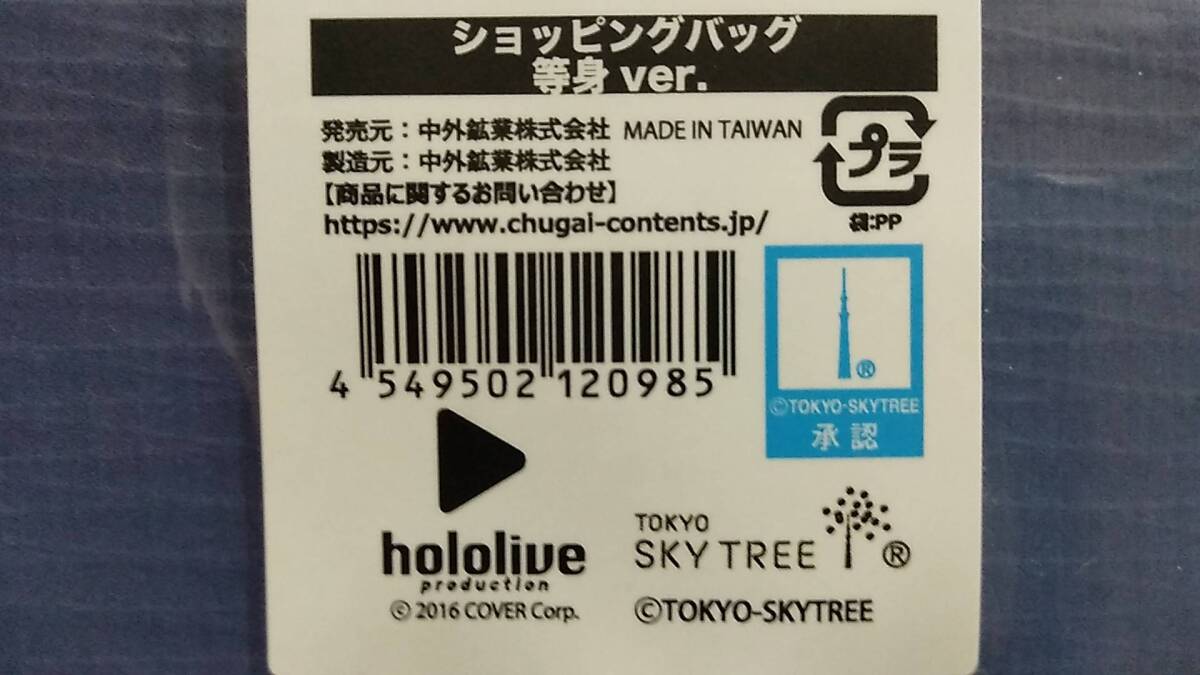 ショッピングバッグ
等身 ver.
発売元：中外鉱業株式会社 MADE IN TAIWAN
製造元：中外鉱業株式会社
【商品に関するお問い合わせ】
https://www.chugai-contents.jp/
プラ
袋:PP
4 549502 120985
®
©TOKYO-SKYTREE
承認
hololive
production
© 2016 COVER Corp.
TOKYO
SKYTREE ®
©TOKYO-SKYTREE